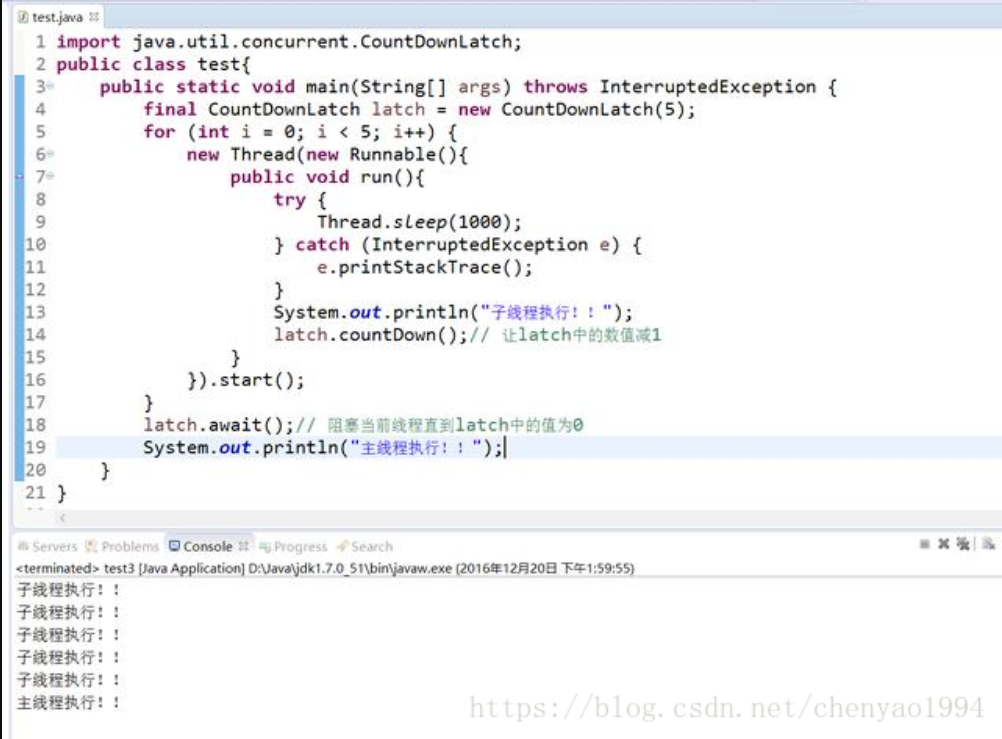 test.java
1 import java.util.concurrent.CountDownLatch;
2 public class test{
3     public static void main(String[] args) throws InterruptedException {
4         final CountDownLatch latch = new CountDownLatch(5);
5         for (int i = 0; i < 5; i++) {
6             new Thread(new Runnable(){
7                 public void run(){
8                     try {
9                         Thread.sleep(1000);
10                     } catch (InterruptedException e) {
11                         e.printStackTrace();
12                     }
13                     System.out.println("子线程执行！！");
14                     latch.countDown();// 让latch中的数值减1
15                 }
16             }).start();
17         }
18         latch.await();// 阻塞当前线程直到latch中的值为0
19         System.out.println("主线程执行！！");
20     }
21 }
Servers Problems Console Progress Search
<terminated> test3 [Java Application] D:\Java\jdk1.7.0_51\bin\javaw.exe (2016年12月20日 下午1:59:55)
子线程执行！！
子线程执行！！
子线程执行！！
子线程执行！！
子线程执行！！
主线程执行！！
https://blog.csdn.net/chenyao1994